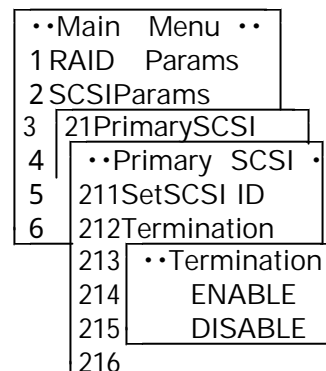 ··Main Menu ··
1 RAID Params
2 SCSIParams
3 21PrimarySCSI
4 ··Primary SCSI ·
5 211SetSCSI ID
6 212Termination
213 ··Termination
214 ENABLE
215 DISABLE
216